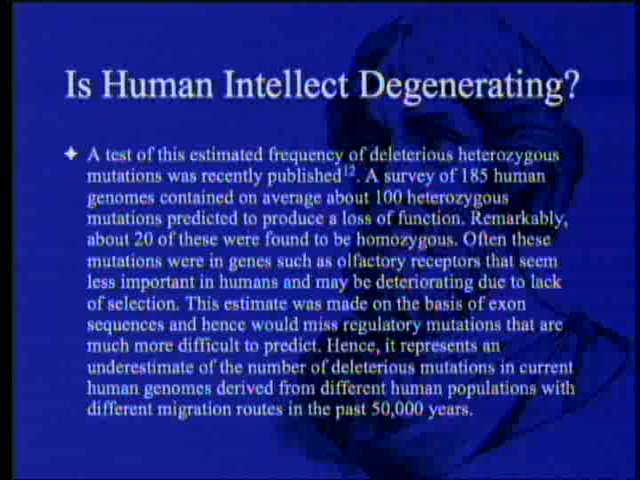 Is Human Intellect Degenerating?
A test of this estimated frequency of deleterious heterozygous
mutations was recently published12. A survey of 185 human
genomes contained on average about 100 heterozygous
mutations predicted to produce a loss of function. Remarkably,
about 20 of these were found to be homozygous. Often these
mutations were in genes such as olfactory receptors that seem
less important in humans and may be deteriorating due to lack
of selection. This estimate was made on the basis of exon
sequences and hence would miss regulatory mutations that are
much more difficult to predict. Hence, it represents an
underestimate of the number of deleterious mutations in current
human genomes derived from different human populations with
different migration routes in the past 50,000 years.